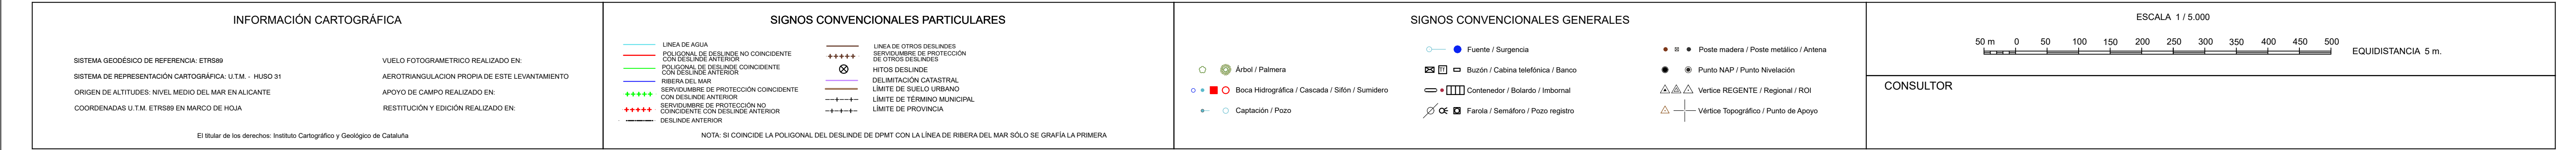 INFORMACIÓN CARTOGRÁFICA
SISTEMA GEODÉSICO DE REFERENCIA: ETRS89
SISTEMA DE REPRESENTACIÓN CARTOGRÁFICA: U.T.M. - HUSO 31
ORIGEN DE ALTITUDES: NIVEL MEDIO DEL MAR EN ALICANTE
COORDENADAS U.T.M. ETRS89 EN MARCO DE HOJA
VUELO FOTOGRAMETRICO REALIZADO EN:
AEROTRIANGULACION PROPIA DE ESTE LEVANTAMIENTO
APOYO DE CAMPO REALIZADO EN:
RESTITUCIÓN Y EDICIÓN REALIZADO EN:
El titular de los derechos: Instituto Cartográfico y Geológico de Cataluña
SIGNOS CONVENCIONALES PARTICULARES
LINEA DE AGUA
POLIGONAL DE DESLINDE NO COINCIDENTE
CON DESLINDE ANTERIOR
POLIGONAL DE DESLINDE COINCIDENTE
CON DESLINDE ANTERIOR
RIBERA DEL MAR
SERVIDUMBRE DE PROTECCIÓN COINCIDENTE
CON DESLINDE ANTERIOR
SERVIDUMBRE DE PROTECCIÓN NO
COINCIDENTE CON DESLINDE ANTERIOR
DESLINDE ANTERIOR
LINEA DE OTROS DESLINDES
SERVIDUMBRE DE PROTECCIÓN
DE OTROS DESLINDES
HITOS DESLINDE
DELIMITACIÓN CATASTRAL
LÍMITE DE SUELO URBANO
LÍMITE DE TÉRMINO MUNICIPAL
LÍMITE DE PROVINCIA
NOTA: SI COINCIDE LA POLIGONAL DEL DESLINDE DE DPMT CON LA LÍNEA DE RIBERA DEL MAR SÓLO SE GRAFÍA LA PRIMERA
SIGNOS CONVENCIONALES GENERALES
Árbol / Palmera
Boca Hidrográfica / Cascada / Sifón / Sumidero
Captación / Pozo
Fuente / Surgencia
Buzón / Cabina telefónica / Banco
Contenedor / Bolardo / Imbornal
Farola / Semáforo / Pozo registro
Poste madera / Poste metálico / Antena
Punto NAP / Punto Nivelación
Vertice REGENTE / Regional / ROI
Vértice Topográfico / Punto de Apoyo
ESCALA 1 / 5.000
50 m 0 50 100 150 200 250 300 350 400 450 500
EQUIDISTANCIA 5 m.
CONSULTOR